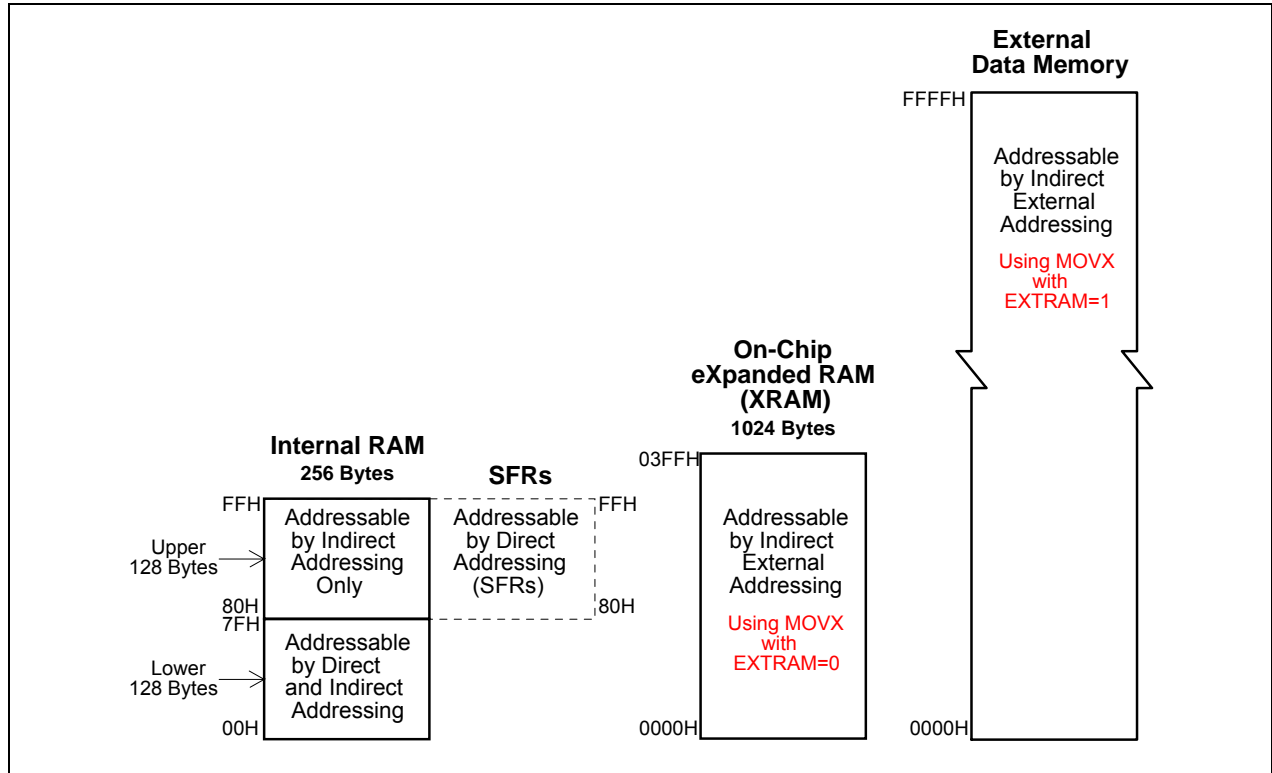 External
Data Memory
FFFFH
Addressable
by Indirect
External
Addressing
Using MOVX
with
EXTRAM=1
0000H
On-Chip
eXpanded RAM
(XRAM)
1024 Bytes
03FFH
Addressable
by Indirect
External
Addressing
Using MOVX
with
EXTRAM=0
0000H
Internal RAM
256 Bytes
FFH
Addressable
by Indirect
Addressing
Only
Upper
128 Bytes
80H
7FH
Addressable
by Direct
and Indirect
Addressing
Lower
128 Bytes
00H
SFRs
FFH
Addressable
by Direct
Addressing
(SFRs)
80H